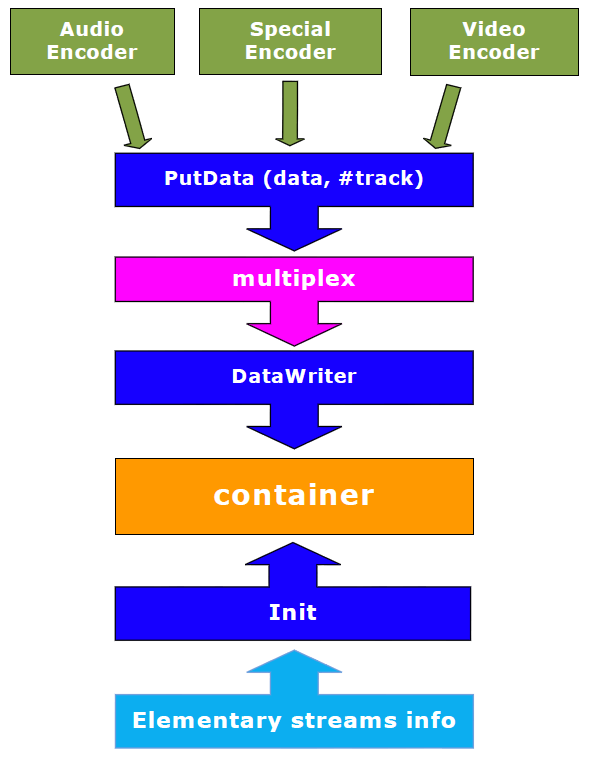 Audio
Encoder
Special
Encoder
Video
Encoder
PutData (data, #track)
multiplex
DataWriter
container
Init
Elementary streams info